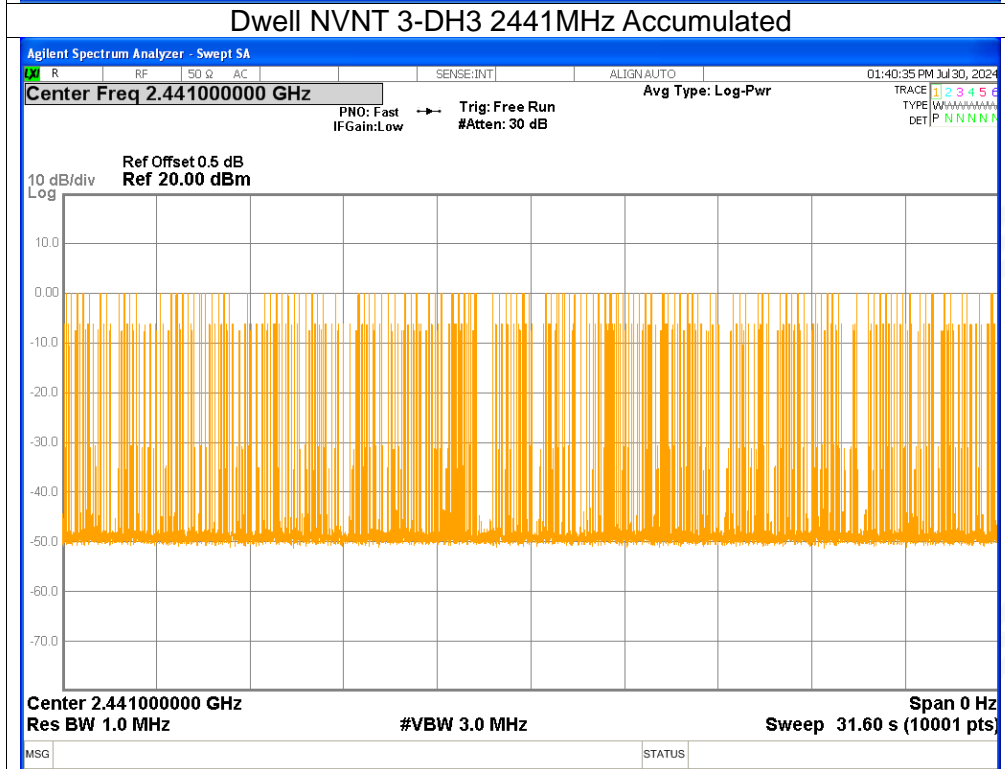 Dwell NVNT 3-DH3 2441MHz Accumulated
Agilent Spectrum Analyzer - Swept SA
LXI R RF 50 Ω AC SENSE:INT ALIGN AUTO 01:40:35 PM Jul 30, 2024
Center Freq 2.441000000 GHz Avg Type: Log-Pwr TRACE 1 2 3 4 5 6
PNO: Fast Trig: Free Run TYPE
IFGain:Low #Atten: 30 dB DET P N N N N N
Ref Offset 0.5 dB
10 dB/div Ref 20.00 dBm
Log
10.0
0.00
-10.0
-20.0
-30.0
-40.0
-50.0
-60.0
-70.0
Center 2.441000000 GHz Span 0 Hz
Res BW 1.0 MHz #VBW 3.0 MHz Sweep 31.60 s (10001 pts)
MSG STATUS